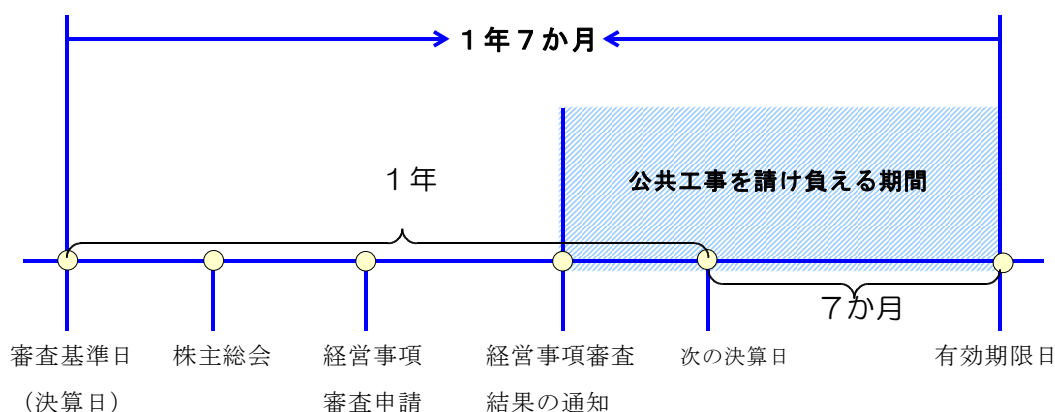 １年７か月
１年
公共工事を請け負える期間
７か月
審査基準日
（決算日）
株主総会
経営事項
審査申請
経営事項審査
結果の通知
次の決算日
有効期限日